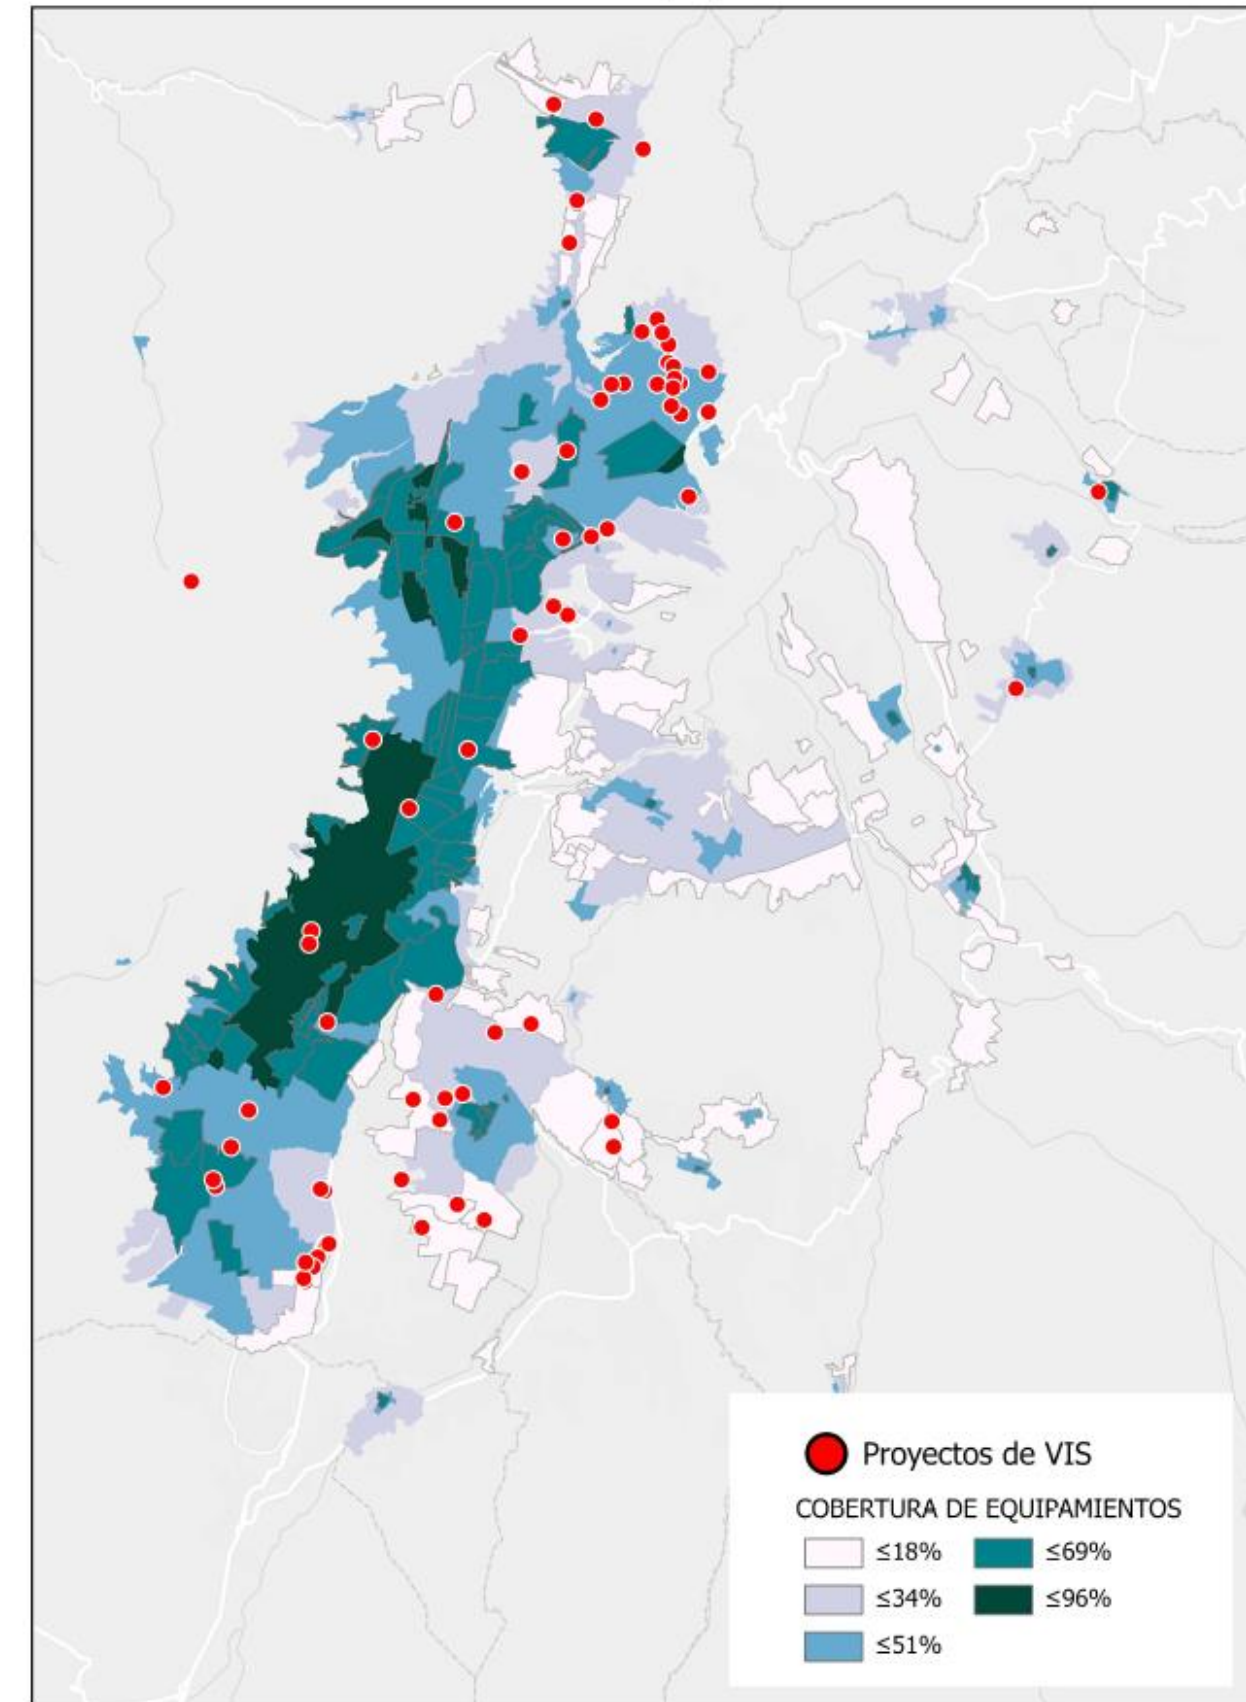 Proyectos de VIS
COBERTURA DE EQUIPAMIENTOS
≤18% ≤69%
≤34% ≤96%
≤51%